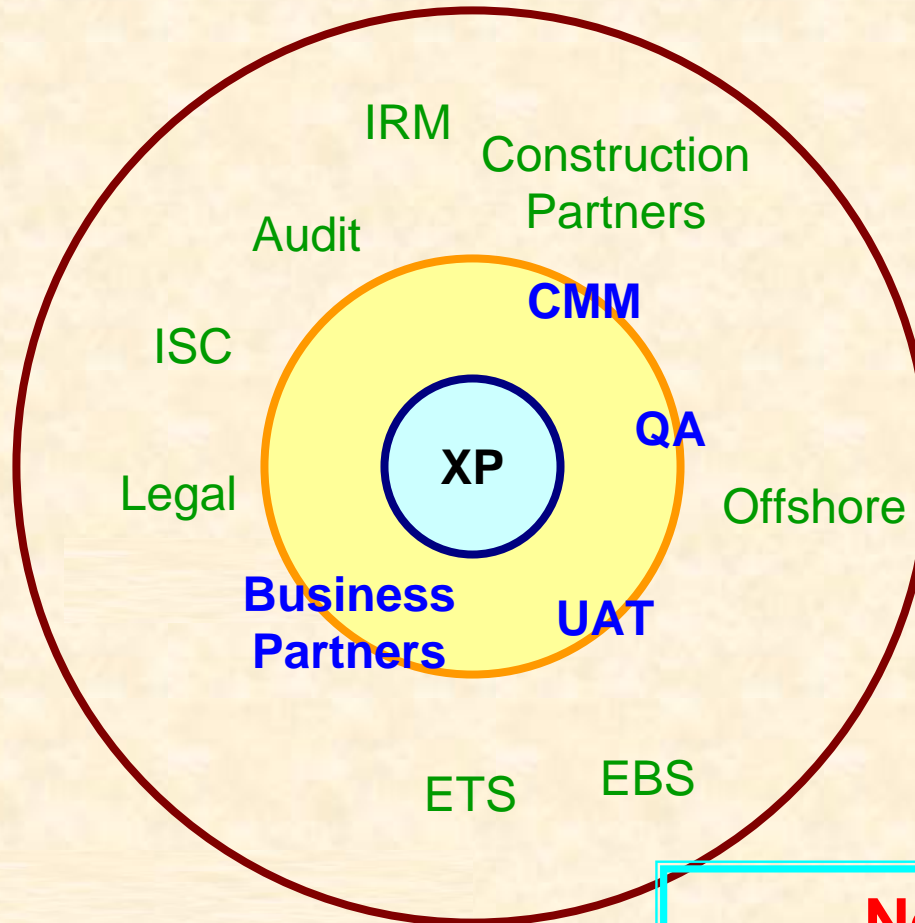 IRM
Construction
Partners
Audit
CMM
ISC
QA
XP
Legal
Offshore
Business
Partners
UAT
ETS
EBS